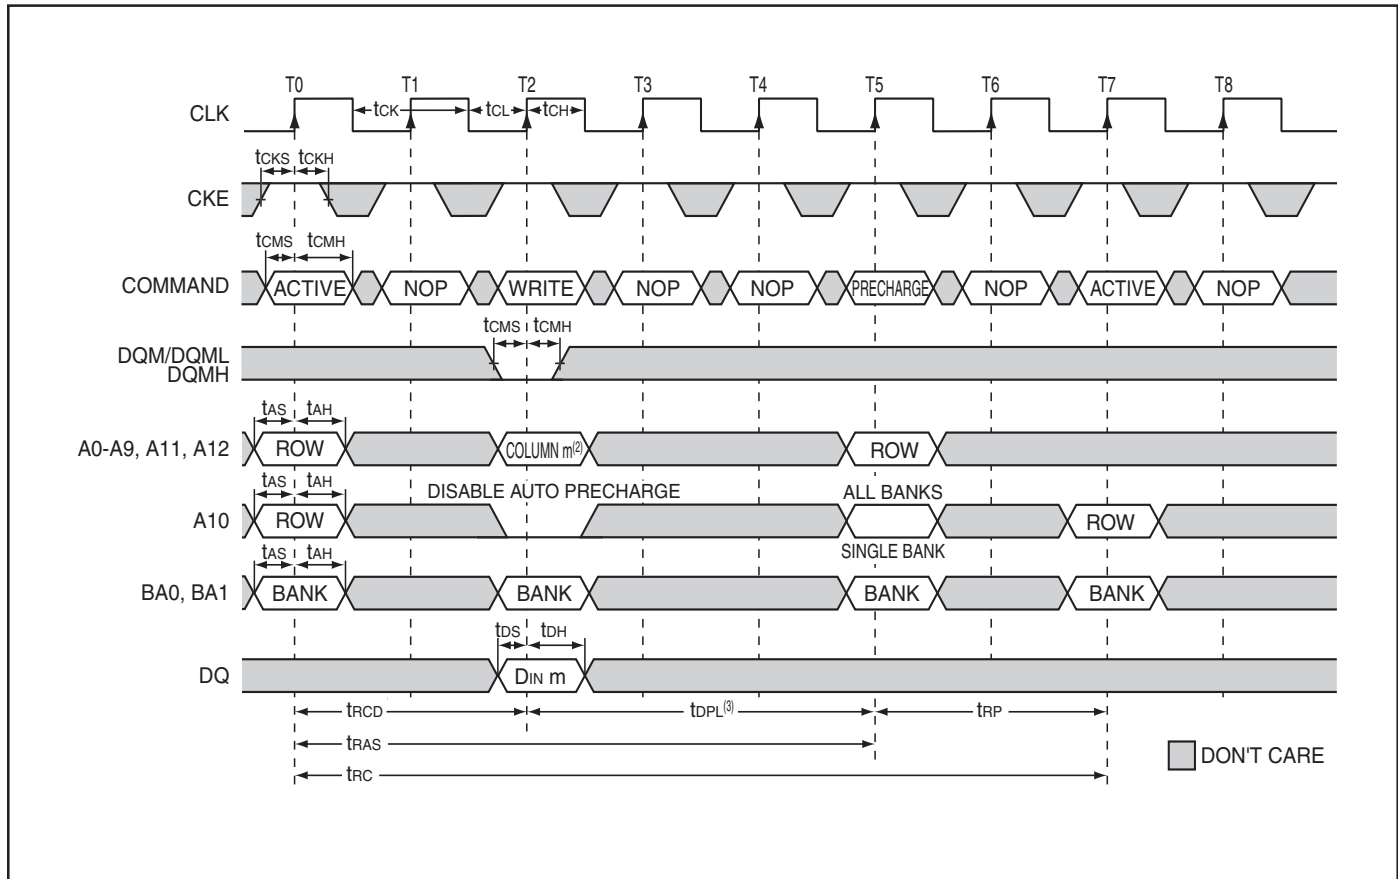 T0 T1 T2 T3 T4 T5 T6 T7 T8
CLK tCK tCL tCH
tCKS tCKH
CKE
tCMS tCMH
COMMAND ACTIVE NOP WRITE NOP NOP PRECHARGE NOP ACTIVE NOP
tCMS tCMH
DQM/DQML
DQMH
tAS tAH
A0-A9, A11, A12 ROW COLUMN m(2) ROW
tAS tAH DISABLE AUTO PRECHARGE ALL BANKS
A10 ROW ROW
tAS tAH SINGLE BANK
BA0, BA1 BANK BANK BANK BANK
tDS tDH
DQ DIN m
tRCD tDPL(3) tRP
tRAS
DON'T CARE
tRC